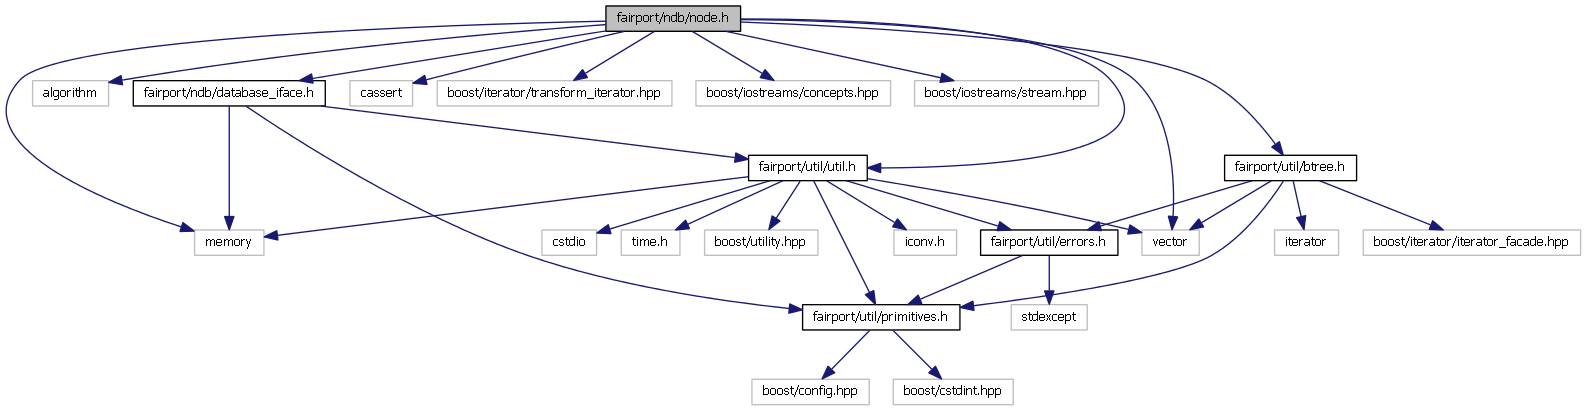 fairport/ndb/node.h
algorithm
fairport/ndb/database_iface.h
cassert
boost/iterator/transform_iterator.hpp
boost/iostreams/concepts.hpp
boost/iostreams/stream.hpp
fairport/util/util.h
fairport/util/btree.h
memory
cstdio
time.h
boost/utility.hpp
iconv.h
fairport/util/errors.h
vector
iterator
boost/iterator/iterator_facade.hpp
fairport/util/primitives.h
stdexcept
boost/config.hpp
boost/cstdint.hpp